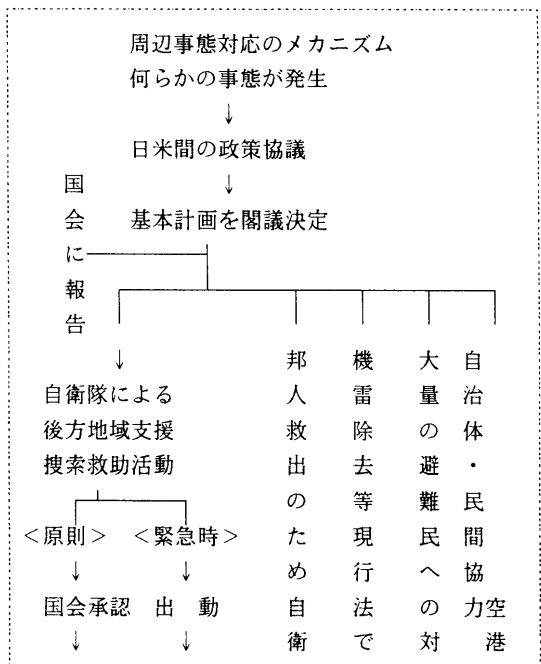 周辺事態対応のメカニズム
何らかの事態が発生
↓
日米間の政策協議
↓
基本計画を閣議決定
国会に報告
↓
自衛隊による
後方地域支援
捜索救助活動
<原則> <緊急時>
↓ ↓
国会承認 出動
↓ ↓
邦人救出のため自衛
機雷除去等現行法で
大量の避難民への対
自治体・民間協力
空港